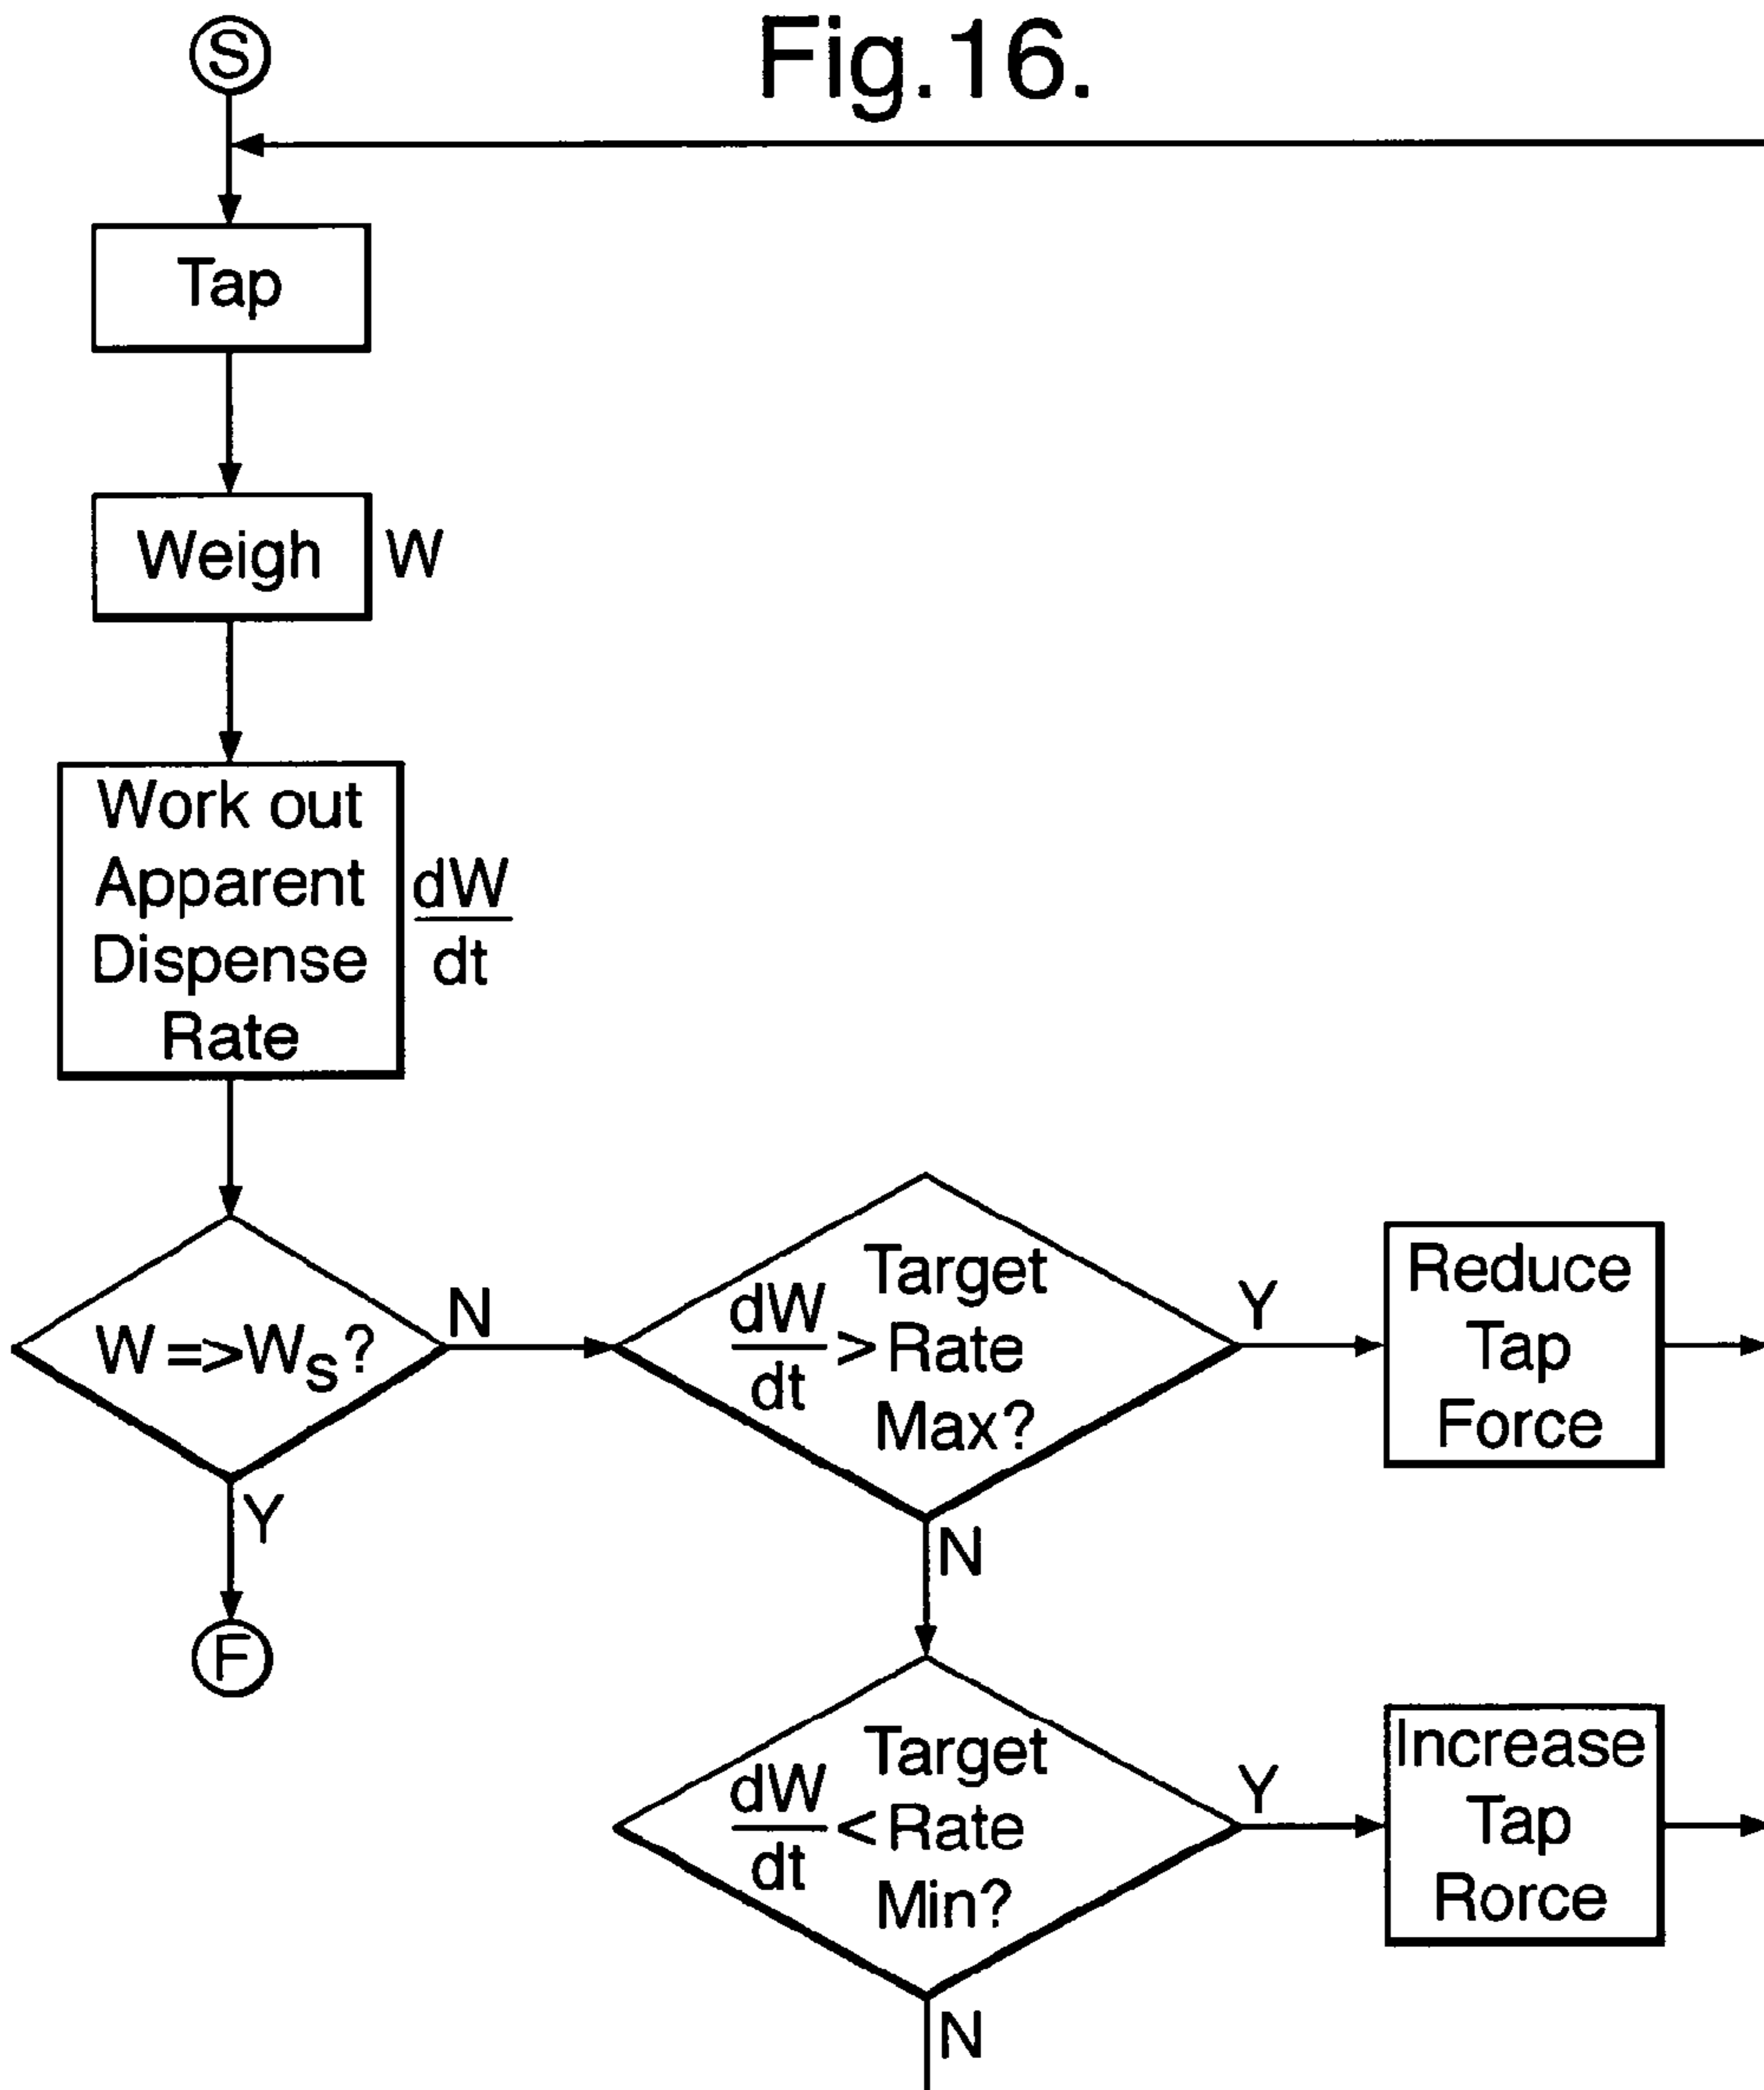 Fig.16.
S
Tap
Weigh
W
Work out
Apparent
Dispense
Rate
dW
dt
W =>WS?
N
Y
F
Target
dW
dt
> Rate
Max?
Y
N
Reduce
Tap
Force
Target
dW
dt
< Rate
Min?
Y
N
Increase
Tap
Rorce